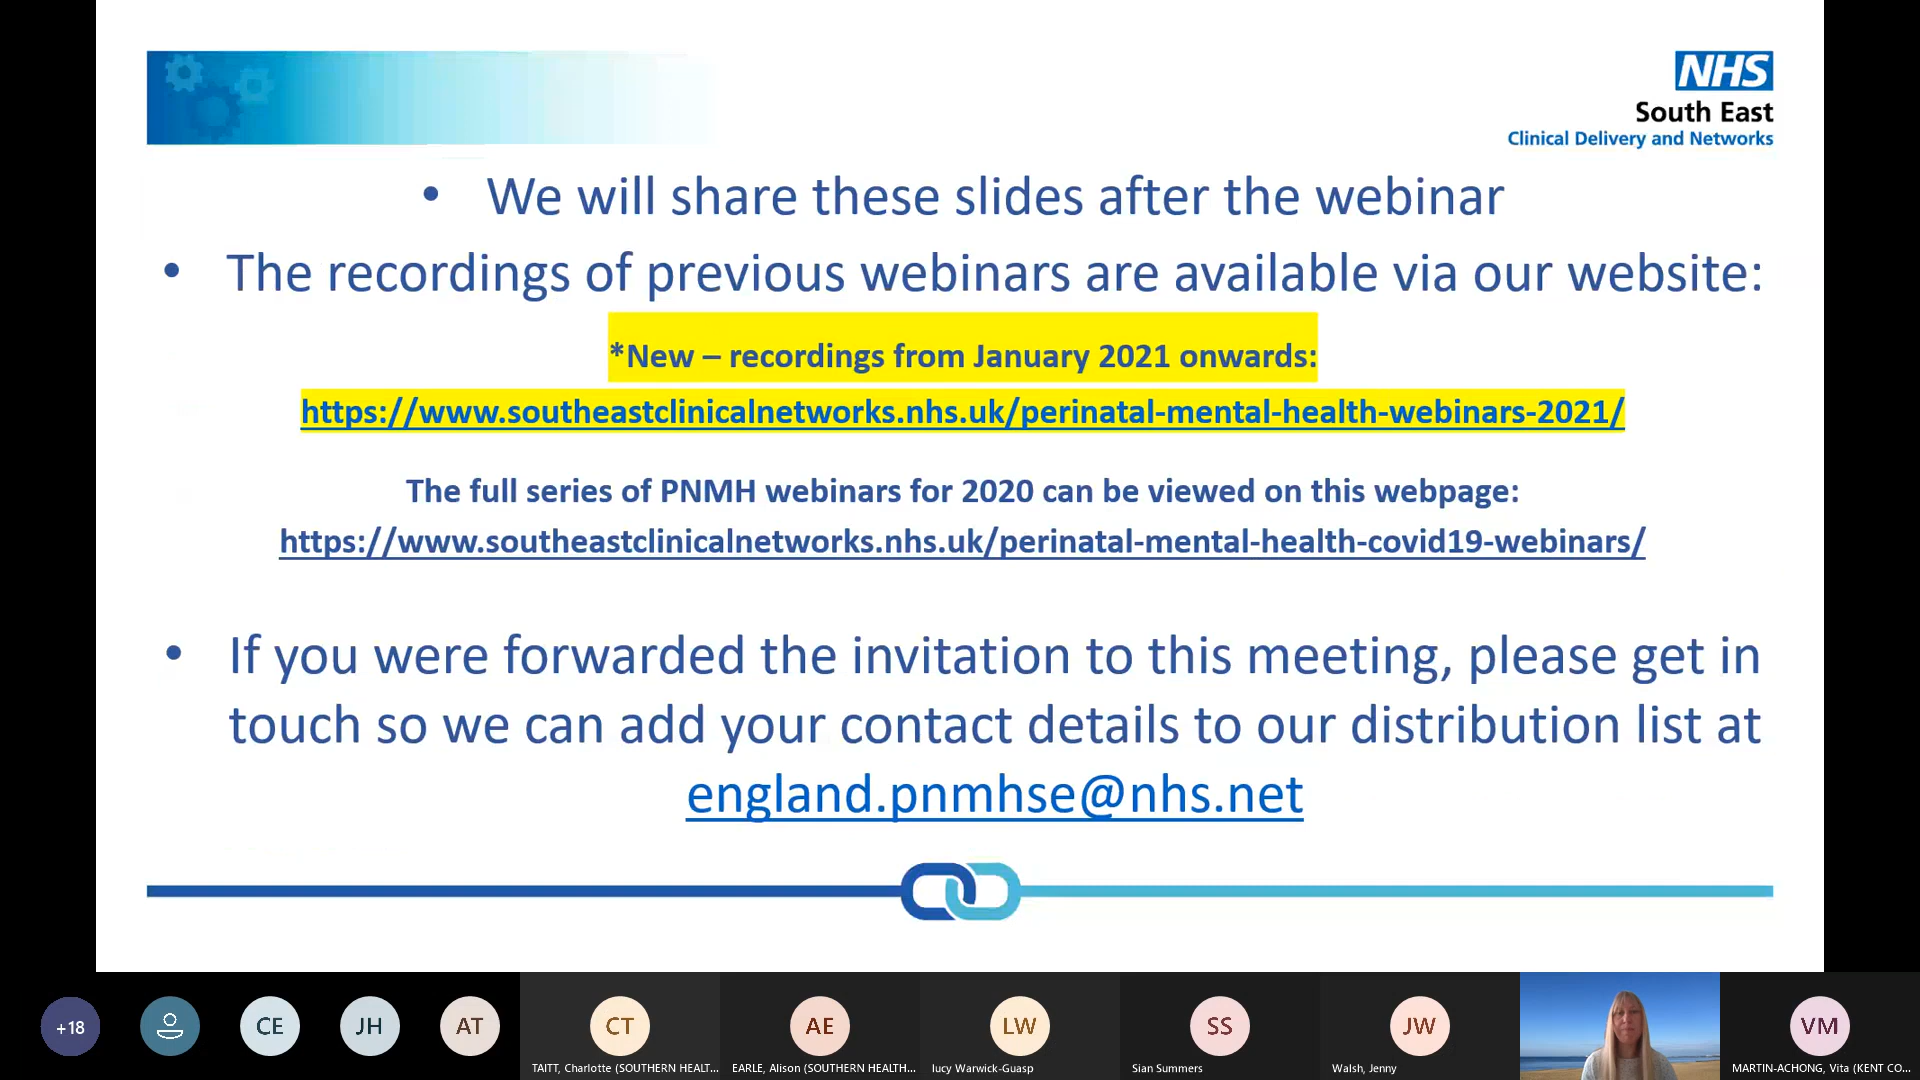 NHS
South East
Clinical Delivery and Networks
• We will share these slides after the webinar
• The recordings of previous webinars are available via our website:
*New – recordings from January 2021 onwards:
https://www.southeastclinicalnetworks.nhs.uk/perinatal-mental-health-webinars-2021/
The full series of PNMH webinars for 2020 can be viewed on this webpage:
https://www.southeastclinicalnetworks.nhs.uk/perinatal-mental-health-covid19-webinars/
• If you were forwarded the invitation to this meeting, please get in
touch so we can add your contact details to our distribution list at
england.pnmhse@nhs.net
+18 CE JH AT CT AE LW SS JW VM
TAITT, Charlotte (SOUTHERN HEALT... EARLE, Alison (SOUTHERN HEALTH... lucy Warwick-Guasp Sian Summers Walsh, Jenny MARTIN-ACHONG, Vita (KENT CO...